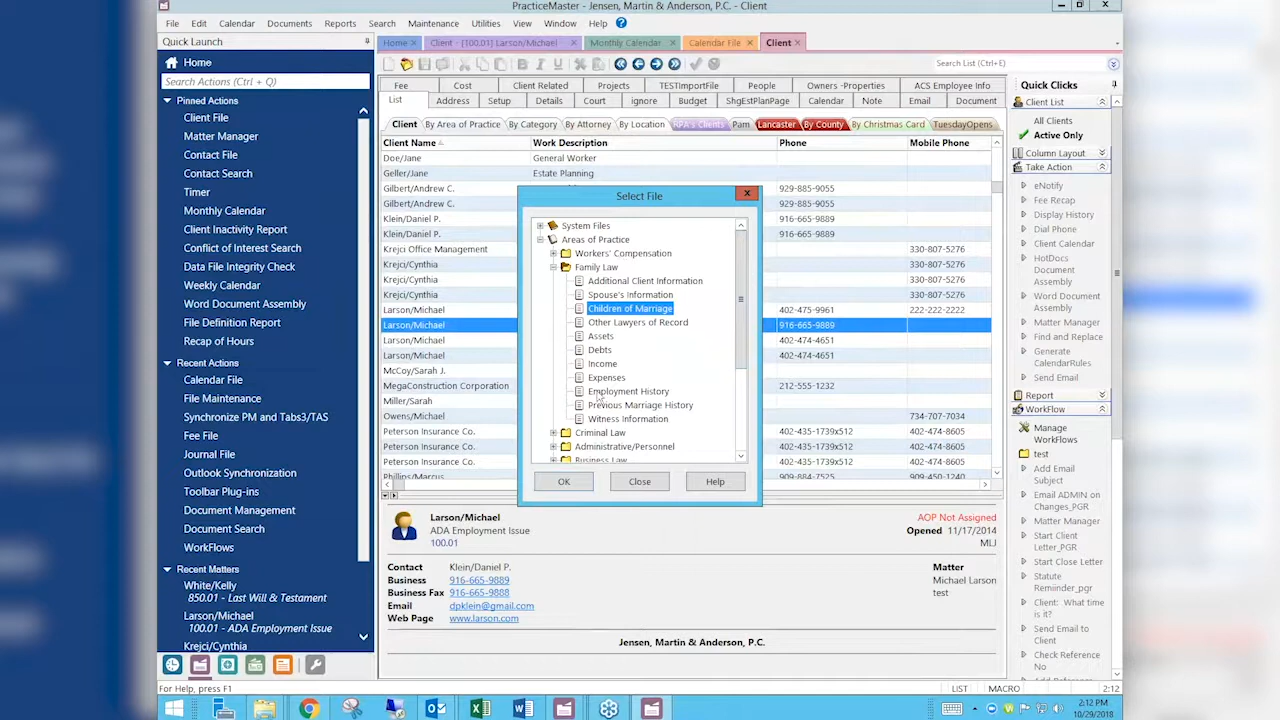 PracticeMaster - Jensen, Martin & Anderson, P.C. - Client
File Edit Calendar Documents Reports Search Maintenance Utilities View Window Help
Quick Launch
Home
Search Actions (Ctrl + Q)
Pinned Actions
Client File
Matter Manager
Contact File
Contact Search
Timer
Monthly Calendar
Client Inactivity Report
Conflict of Interest Search
Data File Integrity Check
Weekly Calendar
Word Document Assembly
File Definition Report
Recap of Hours
Recent Actions
Calendar File
File Maintenance
Synchronize PM and Tabs3/TAS
Fee File
Journal File
Outlook Synchronization
Toolbar Plug-ins
Document Management
Document Search
WorkFlows
Recent Matters
White/Kelly
850.01 - Last Will & Testament
Larson/Michael
100.01 - ADA Employment Issue
Krejci/Cynthia
Home Client - [100.01] Larson/Michael Monthly Calendar Calendar File Client
B I U
Search List (Ctrl+E)
Fee Cost Client Related Projects TESTImportFile People Owners -Properties ACS Employee Info
List Address Setup Details Court ignore Budget ShgEstPlanPage Calendar Note Email Document
Client By Area of Practice By Category By Attorney By Location RPA's Clients Pam Lancaster By County By Christmas Card TuesdayOpens
Client Name Work Description Phone Mobile Phone
Doe/Jane General Worker
Geller/Jane Estate Planning
Gilbert/Andrew C. 929-885-9055
Gilbert/Andrew C. 929-885-9055
Klein/Daniel P. 916-665-9889
Klein/Daniel P. 916-665-9889
Krejci Office Management 330-807-5276
Krejci/Cynthia 330-807-5276
Krejci/Cynthia 330-807-5276
Krejci/Cynthia 330-807-5276
Larson/Michael 402-475-9961 222-222-2222
Larson/Michael 916-665-9889
Larson/Michael 402-474-4651
Larson/Michael 402-474-4651
McCoy/Sarah J.
MegaConstruction Corporation 212-555-1232
Miller/Sarah
Owens/Michael 734-707-7034
Peterson Insurance Co. 402-435-1739x512 402-474-8605
Peterson Insurance Co. 402-435-1739x512 402-474-8605
Peterson Insurance Co. 402-435-1739x512 402-474-8605
Phillips/Marcus 909-884-7525 909-450-1240
Select File
System Files
Areas of Practice
Workers' Compensation
Family Law
Additional Client Information
Spouse's Information
Children of Marriage
Other Lawyers of Record
Assets
Debts
Income
Expenses
Employment History
Previous Marriage History
Witness Information
Criminal Law
Administrative/Personnel
Business Law
OK Close Help
Larson/Michael AOP Not Assigned
ADA Employment Issue Opened 11/17/2014
100.01 MLJ
Contact Klein/Daniel P. Matter
Business 916-665-9889 Michael Larson
Business Fax 916-665-9888 test
Email dpklein@gmail.com
Web Page www.larson.com
Jensen, Martin & Anderson, P.C.
Quick Clicks
Client List
All Clients
Active Only
Column Layout
Take Action
eNotify
Fee Recap
Display History
Dial Phone
Client Calendar
HotDocs
Document
Assembly
Word Document
Assembly
Matter Manager
Find and Replace
Generate
CalendarRules
Send Email
Report
WorkFlow
Manage
WorkFlows
test
Add Email
Subject
Email ADMIN on
Changes_PGR
Matter Manager
Start Client
Letter_PGR
Start Close Letter
Statute
Reminder_pgr
Client: What time
is it?
Send Email to
Client
Check Reference
No
For Help, press F1 LIST MACRO 2:12
2:12 PM
10/29/2018